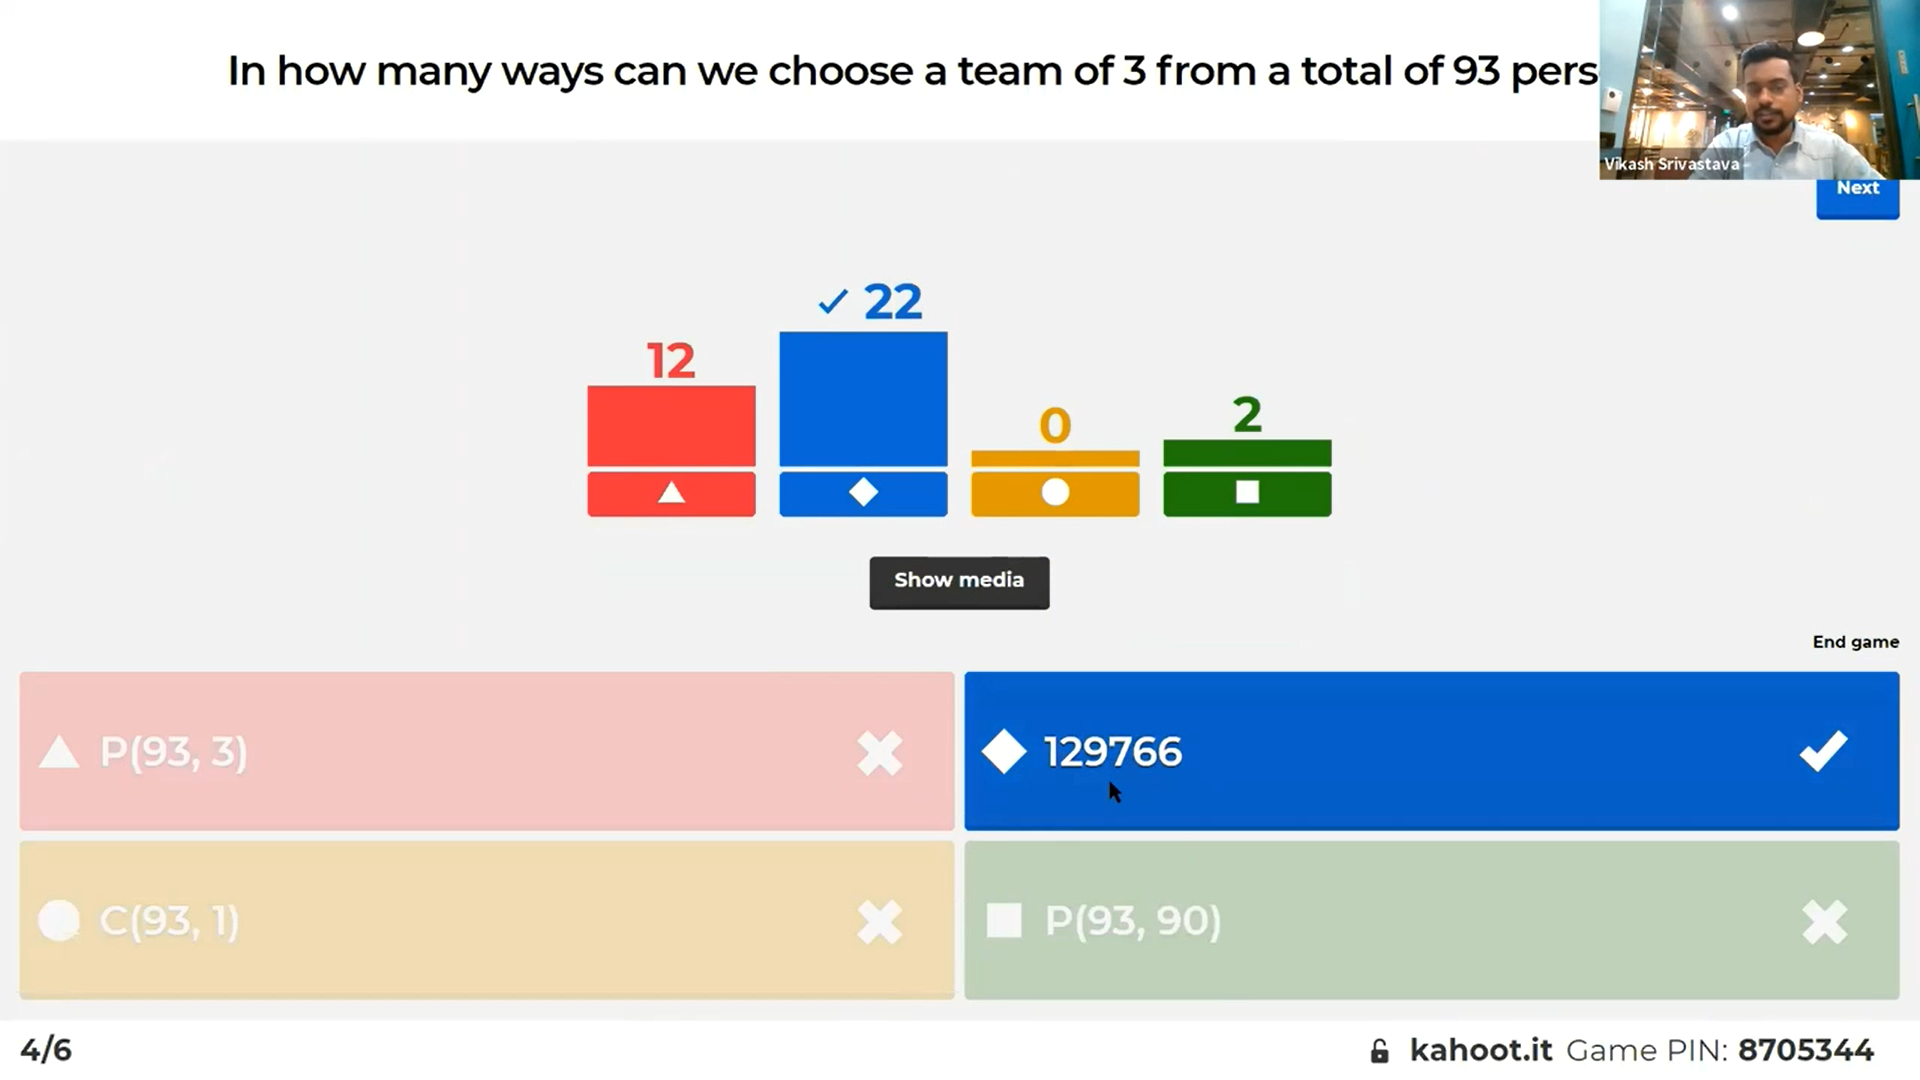 In how many ways can we choose a team of 3 from a total of 93 pers
Vikash Srivastava
Next
22
12
0
2
Show media
End game
P(93, 3)
129766
C(93, 1)
P(93, 90)
4/6
kahoot.it Game PIN: 8705344